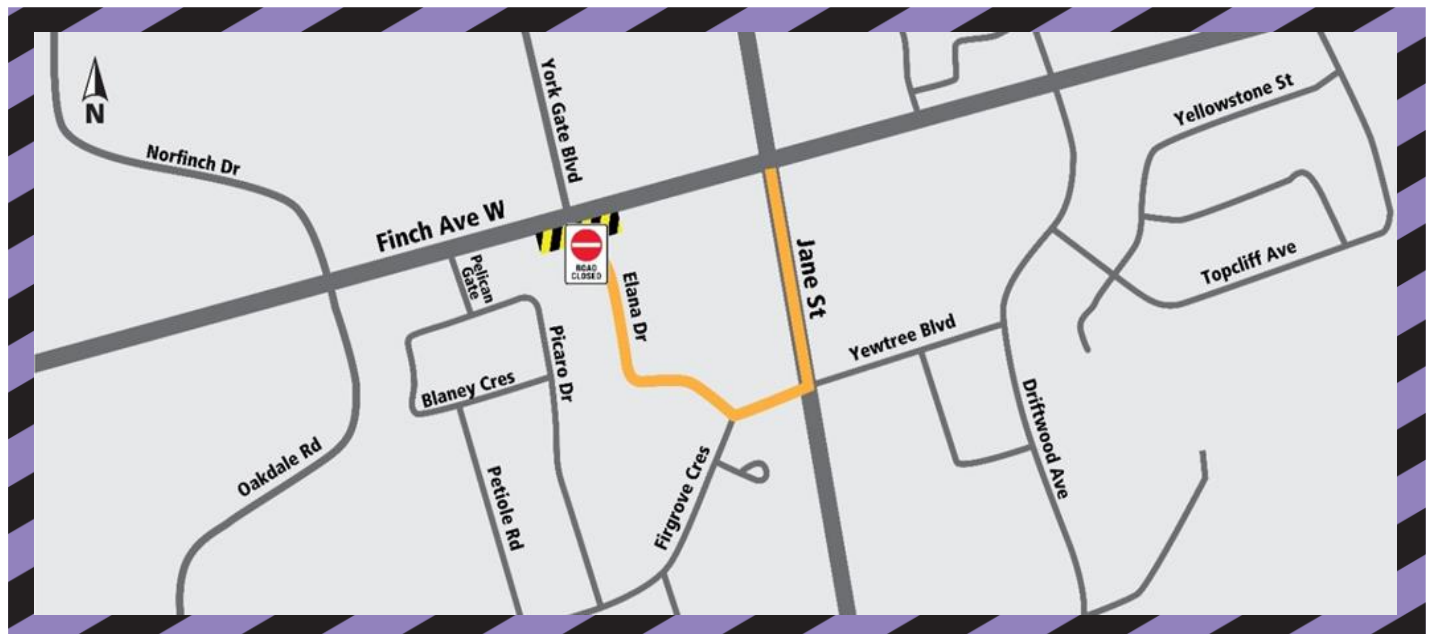 N
Norfinch Dr
York Gate Blvd
Yellowstone St
Finch Ave W
Pelican
Gate
ROAD
CLOSED
Elana Dr
Jane St
Topcliff Ave
Picaro Dr
Yewtree Blvd
Blaney Cres
Driftwood Ave
Oakdale Rd
Petiole Rd
Firgrove Cres